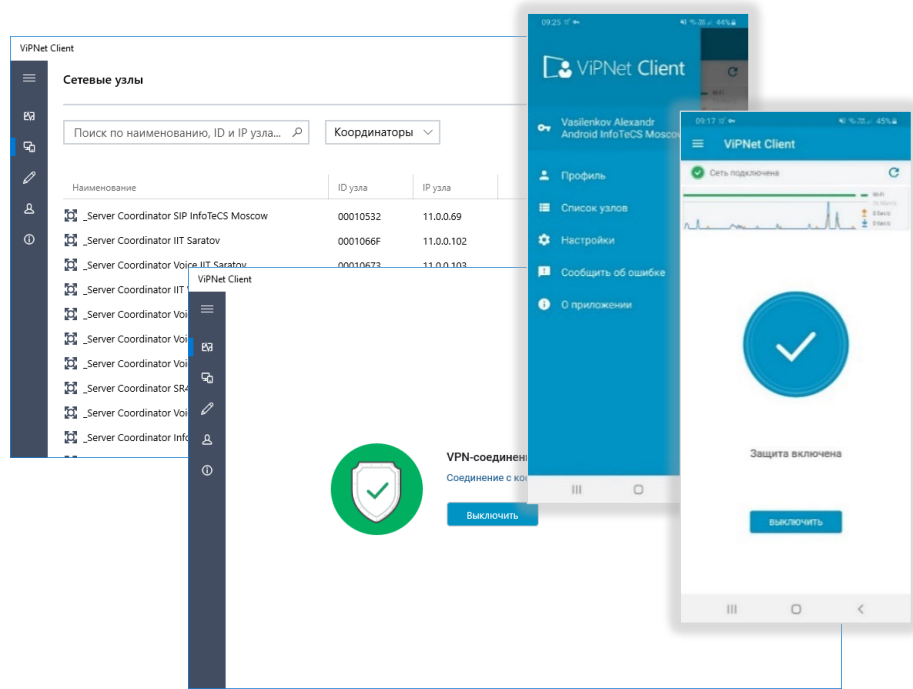 ViPNet Client
Сетевые узлы
Поиск по наименованию, ID и IP узла...
Координаторы
Наименование
ID узла
IP узла
_Server Coordinator SIP InfoTeCS Moscow 00010532 11.0.0.69
_Server Coordinator IIT Saratov 0001066F 11.0.0.102
_Server Coordinator Voice IIT Saratov 00010673 11.0.0.103
_Server Coordinator IIT
_Server Coordinator Voi
_Server Coordinator Voi
_Server Coordinator Voi
_Server Coordinator SR4
_Server Coordinator Voi
_Server Coordinator Info
ViPNet Client
VPN-соединени
Соединение с ко
Выключить
09:25 44%
ViPNet Client
Vasilenkov Alexandr
Android InfoTeCS Moscow
Профиль
Список узлов
Настройки
Сообщить об ошибке
О приложении
09:17 45%
ViPNet Client
Сеть подключена
Wi-Fi
Защита включена
ВЫКЛЮЧИТЬ